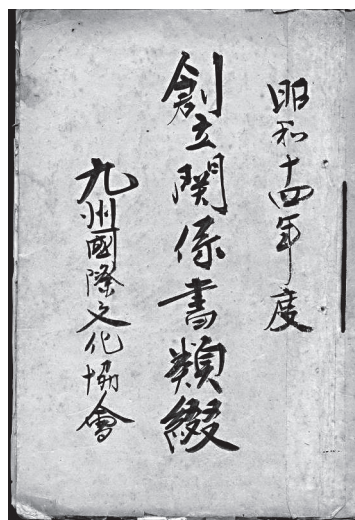 昭和十四年度
創立関係書類綴
九州國際文化協會